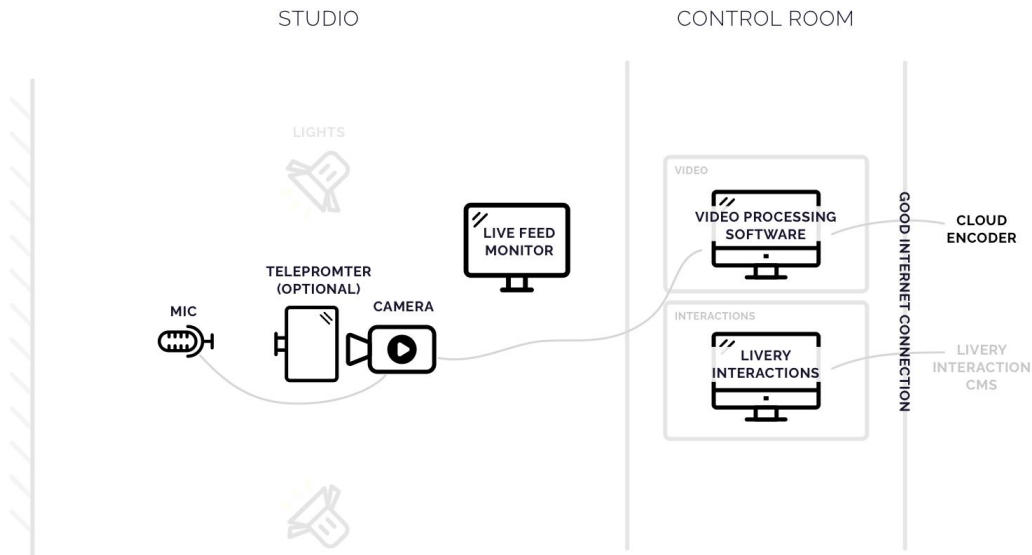 STUDIO
CONTROL ROOM
LIGHTS
VIDEO
VIDEO PROCESSING
SOFTWARE
LIVE FEED
MONITOR
TELEPROMTER
(OPTIONAL)
MIC
CAMERA
INTERACTIONS
LIVERY
INTERACTIONS
GOOD INTERNET CONNECTION
CLOUD
ENCODER
LIVERY
INTERACTION
CMS